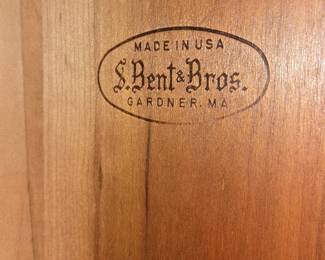 MADE IN USA
S. Bent & Bros.
GARDNER, MA